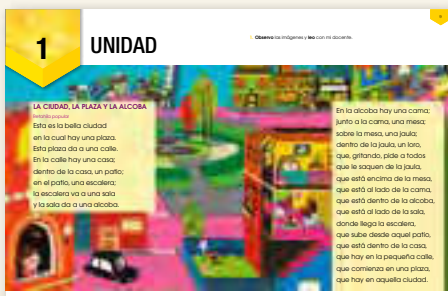 1
UNIDAD
Observo las imágenes y leo con mi docente.
LA CIUDAD, LA PLAZA Y LA ALCOBA
Retahíla popular
Esta es la bella ciudad
en la cual hay una plaza.
Esta plaza da a una calle.
En la calle hay una casa;
dentro de la casa, un patio;
en el patio, una escalera;
la escalera va a una sala
y la sala da a una alcoba.
En la alcoba hay una cama;
junto a la cama, una mesa;
sobre la mesa, una jaula;
dentro de la jaula, un loro,
que, gritando, pide a todos
que le saquen de la jaula,
que está encima de la mesa,
que está al lado de la cama,
que está dentro de la alcoba,
que está al lado de la sala,
donde llega la escalera,
que sube desde aquel patio,
que está dentro de la casa,
que hay en la pequeña calle,
que comienza en una plaza,
que hay en aquella ciudad.